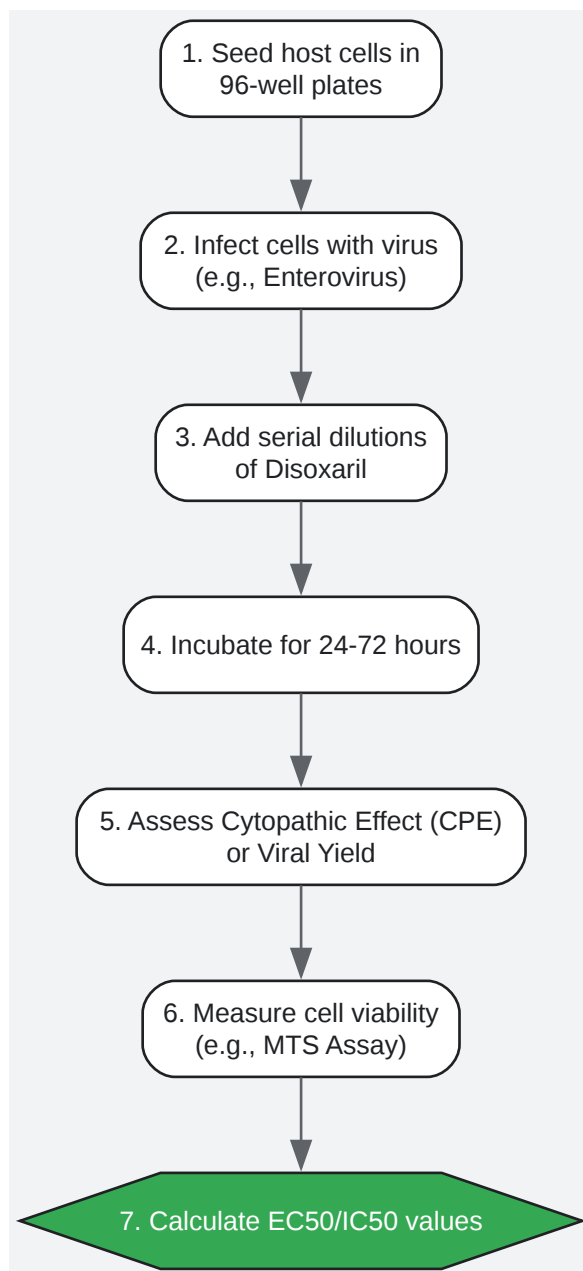 1. Seed host cells in
96-well plates
2. Infect cells with virus
(e.g., Enterovirus)
3. Add serial dilutions
of Disoxaril
4. Incubate for 24-72 hours
5. Assess Cytopathic Effect (CPE)
or Viral Yield
6. Measure cell viability
(e.g., MTS Assay)
7. Calculate EC50/IC50 values